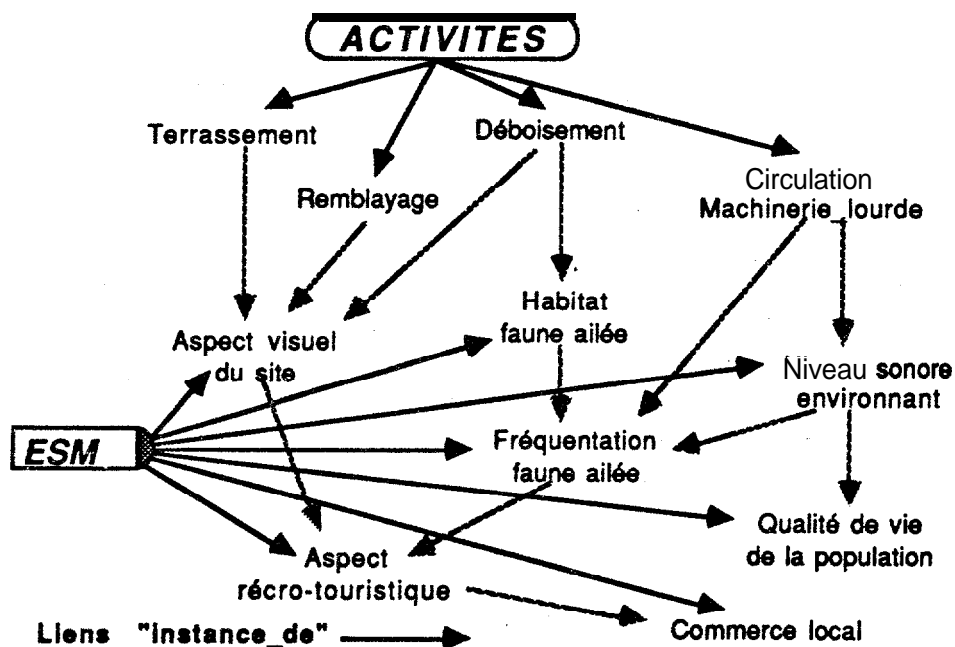 ACTIVITES
Terrassement
Déboisement
Remblayage
Circulation
Machinerie_lourde
Habitat
faune ailée
Aspect visuel
du site
Niveau sonore
environnant
ESM
Fréquentation
faune ailée
Qualité de vie
de la population
Aspect
récro-touristique
Commerce local
Liens "instance_de"